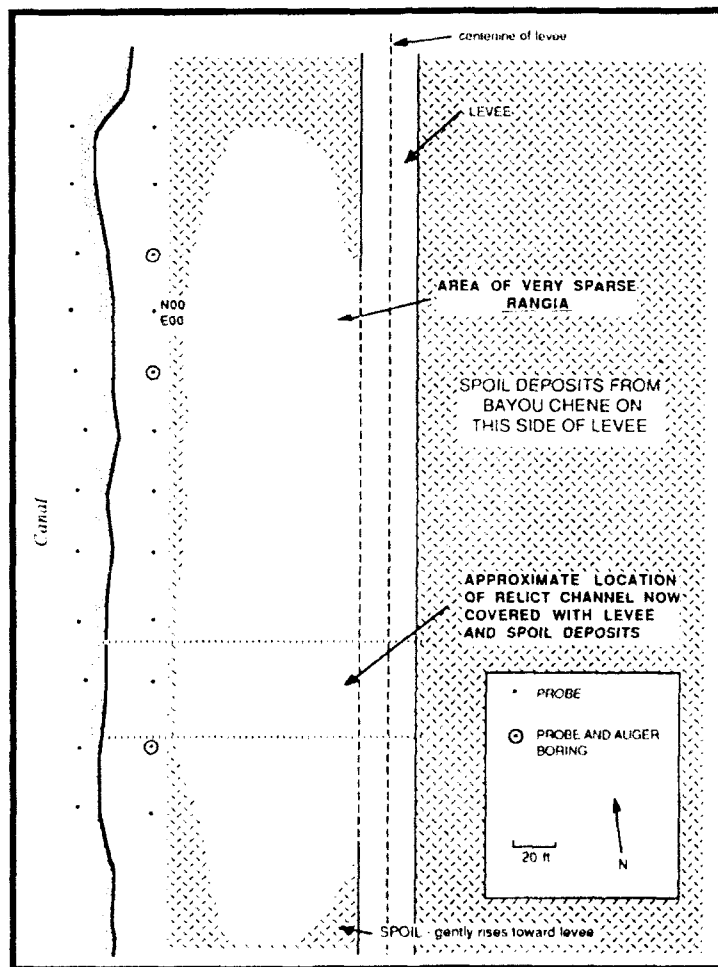 centerline of levee
LEVEE
AREA OF VERY SPARSE
RANGIA
NOD
EGG
SPOIL DEPOSITS FROM
BAYOU CHENE ON
THIS SIDE OF LEVEE
Canal
APPROXIMATE LOCATION
OF RELICT CHANNEL NOW
COVERED WITH LEVEE
AND SPOIL DEPOSITS
PROBE
PROBE AND AUGER
BORING
20 ft
N
SPOIL - gently rises toward levee